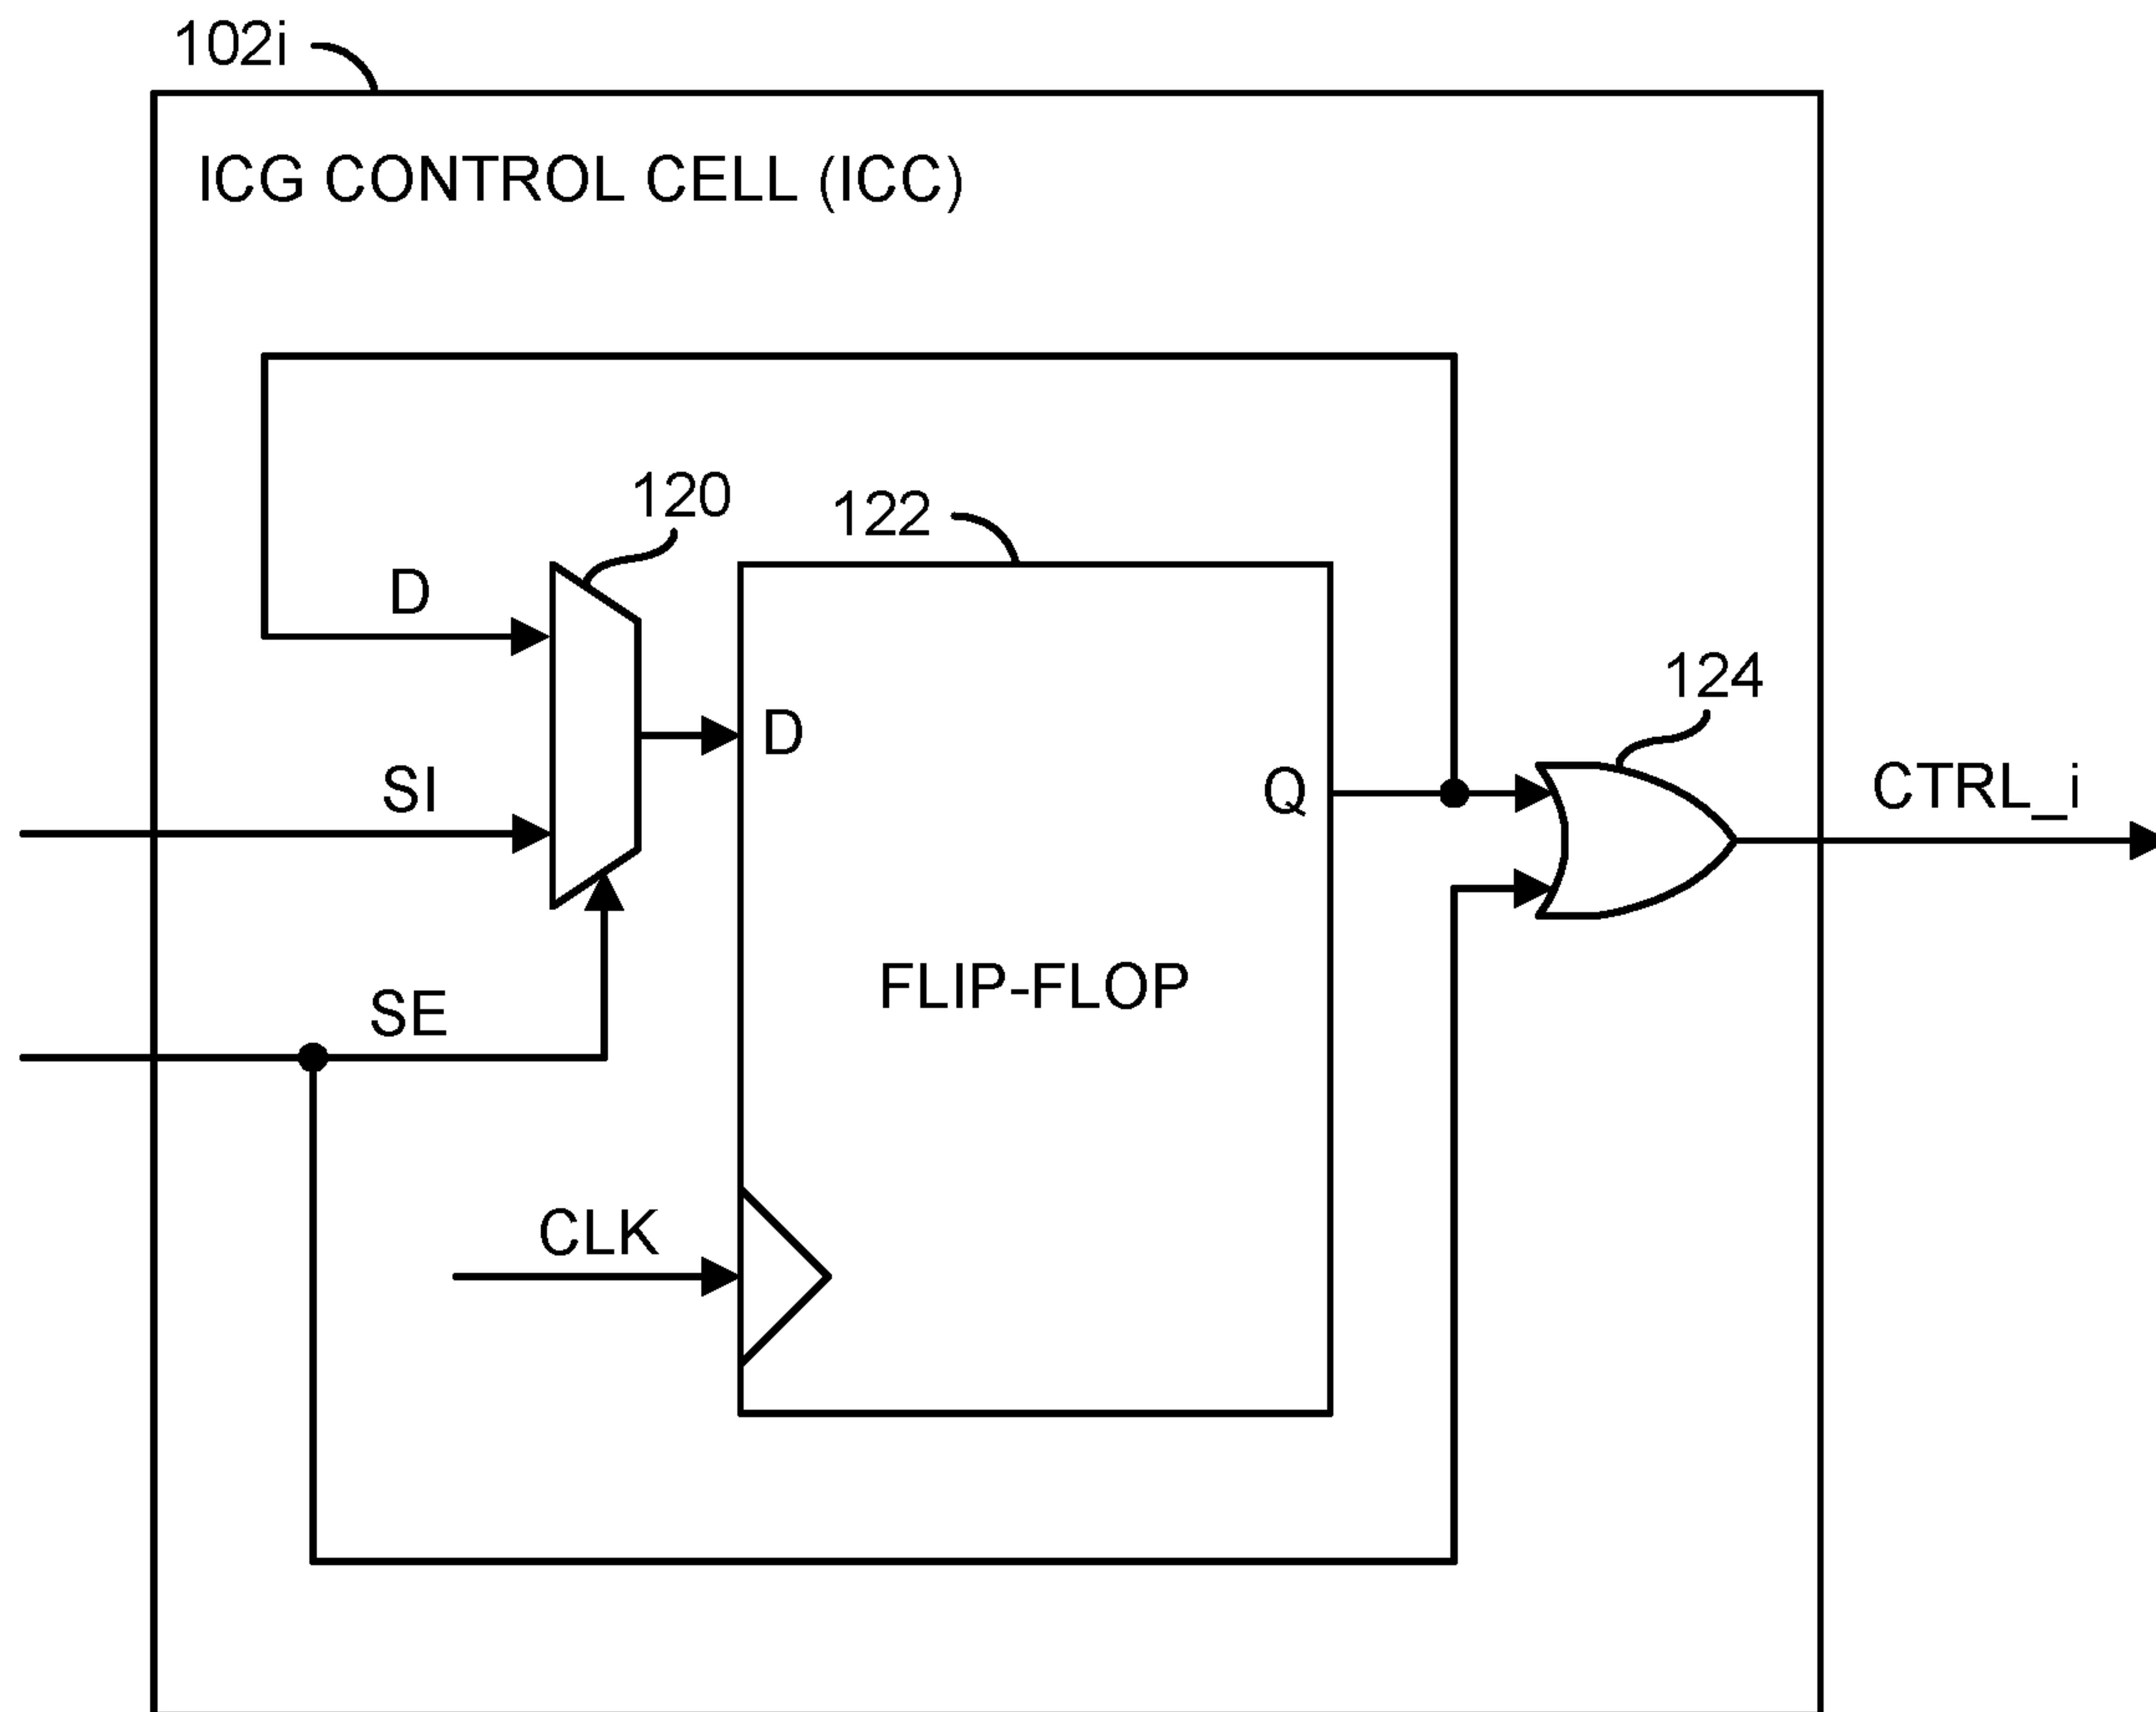 102i
ICG CONTROL CELL (ICC)
120
122
D
124
D
SI
Q
CTRL_i
FLIP-FLOP
SE
CLK